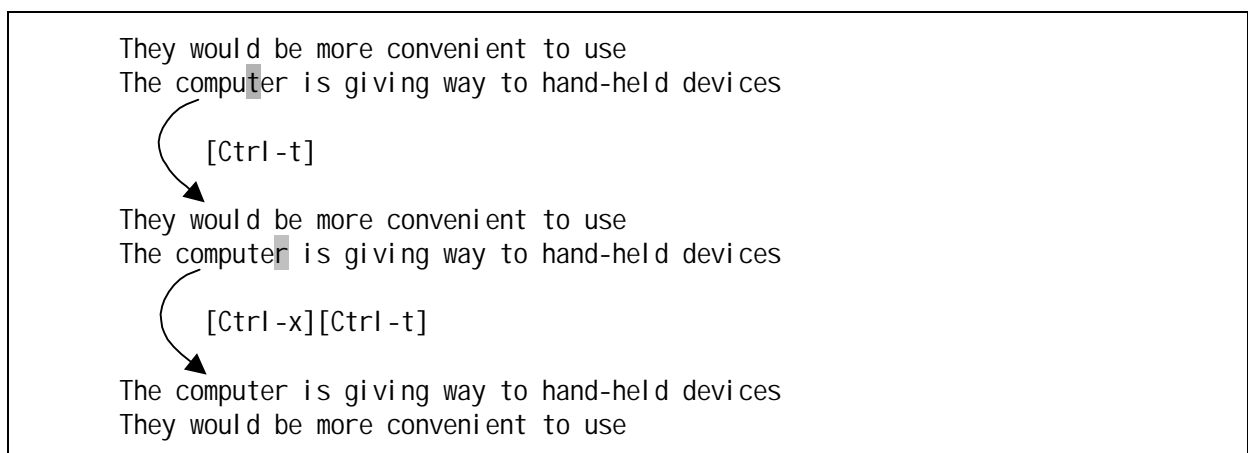 They would be more convenient to use
The computer is giving way to hand-held devices
[Ctrl-t]
They would be more convenient to use
The computer is giving way to hand-held devices
[Ctrl-x][Ctrl-t]
The computer is giving way to hand-held devices
They would be more convenient to use